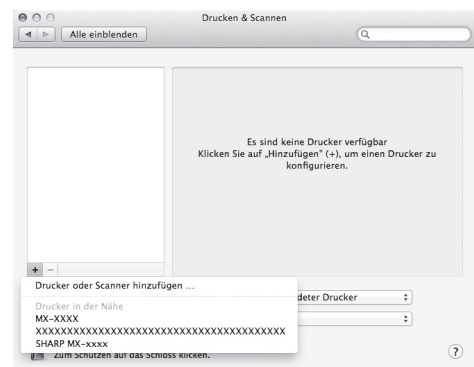 Drucken & Scannen
Alle einblenden
Es sind keine Drucker verfügbar
Klicken Sie auf „Hinzufügen" (+), um einen Drucker zu
konfigurieren.
+ −
Drucker oder Scanner hinzufügen ...
deter Drucker
Drucker in der Nähe
MX-XXXX
XXXXXXXXXXXXXXXXXXXXXXXXXXXXXXXXXXXXXXXXXX
SHARP MX-xxxx
Zum Schützen auf das Schloss klicken.
?